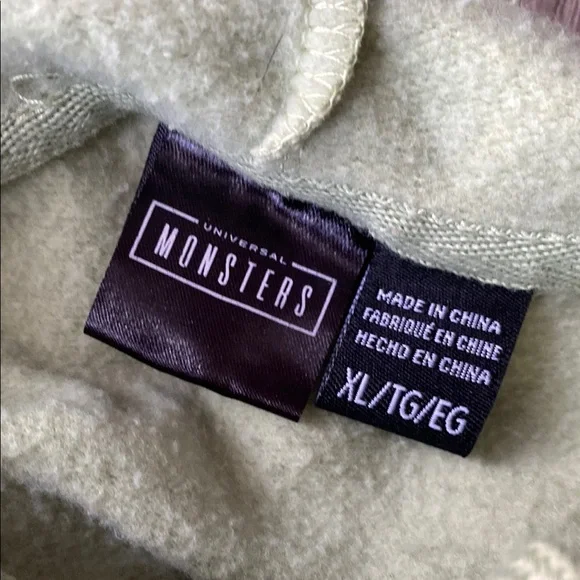 UNIVERSAL
MONSTERS
MADE IN CHINA
FABRIQUÉ EN CHINE
HECHO EN CHINA
XL/TG/EG